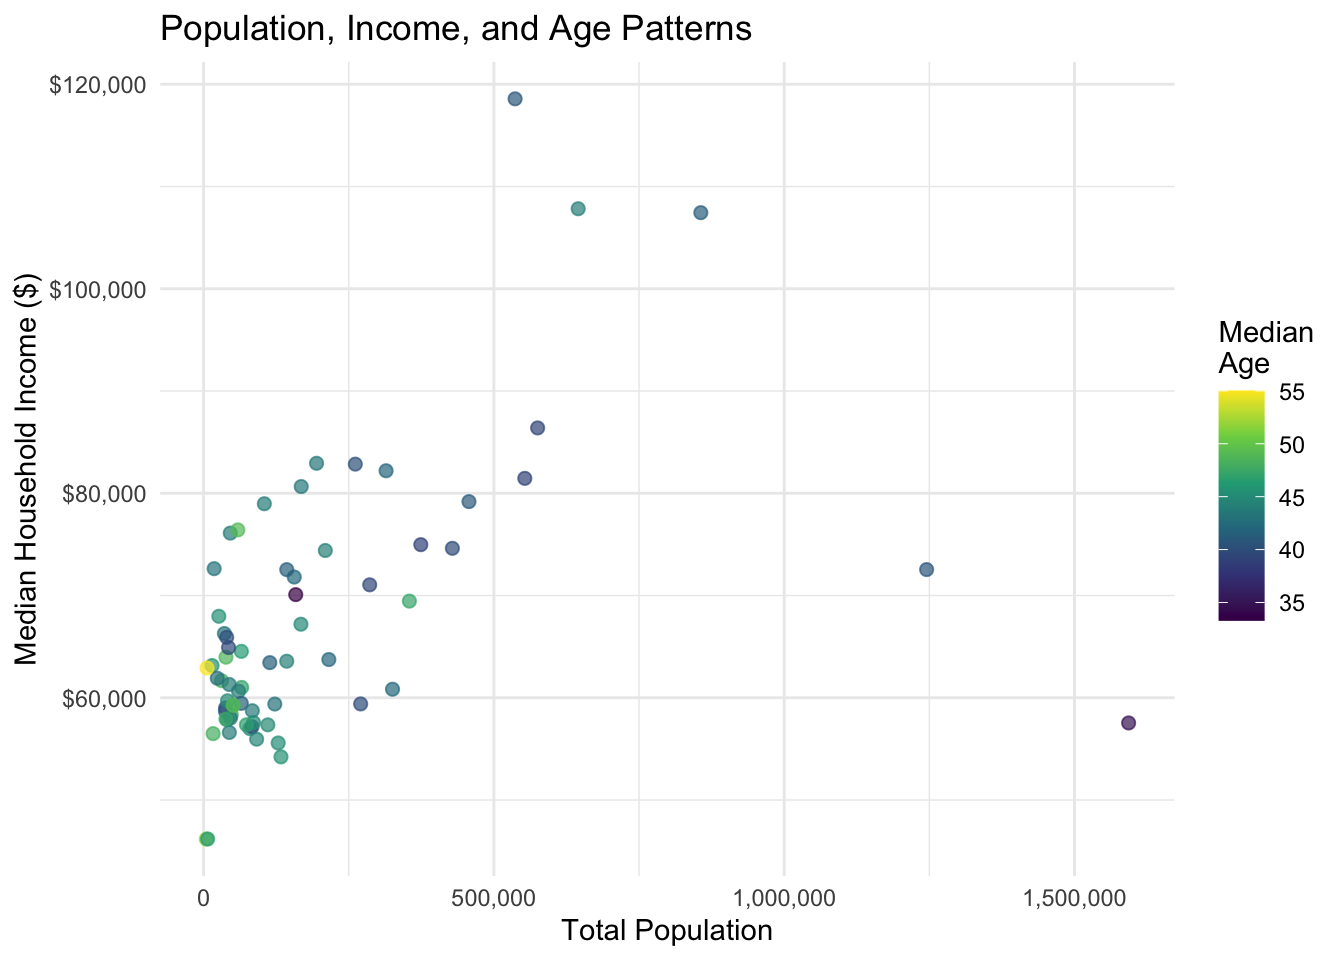 Population, Income, and Age Patterns
Median Household Income ($)
$120,000
$100,000
$80,000
$60,000
0
500,000
1,000,000
1,500,000
Total Population
Median
Age
55
50
45
40
35